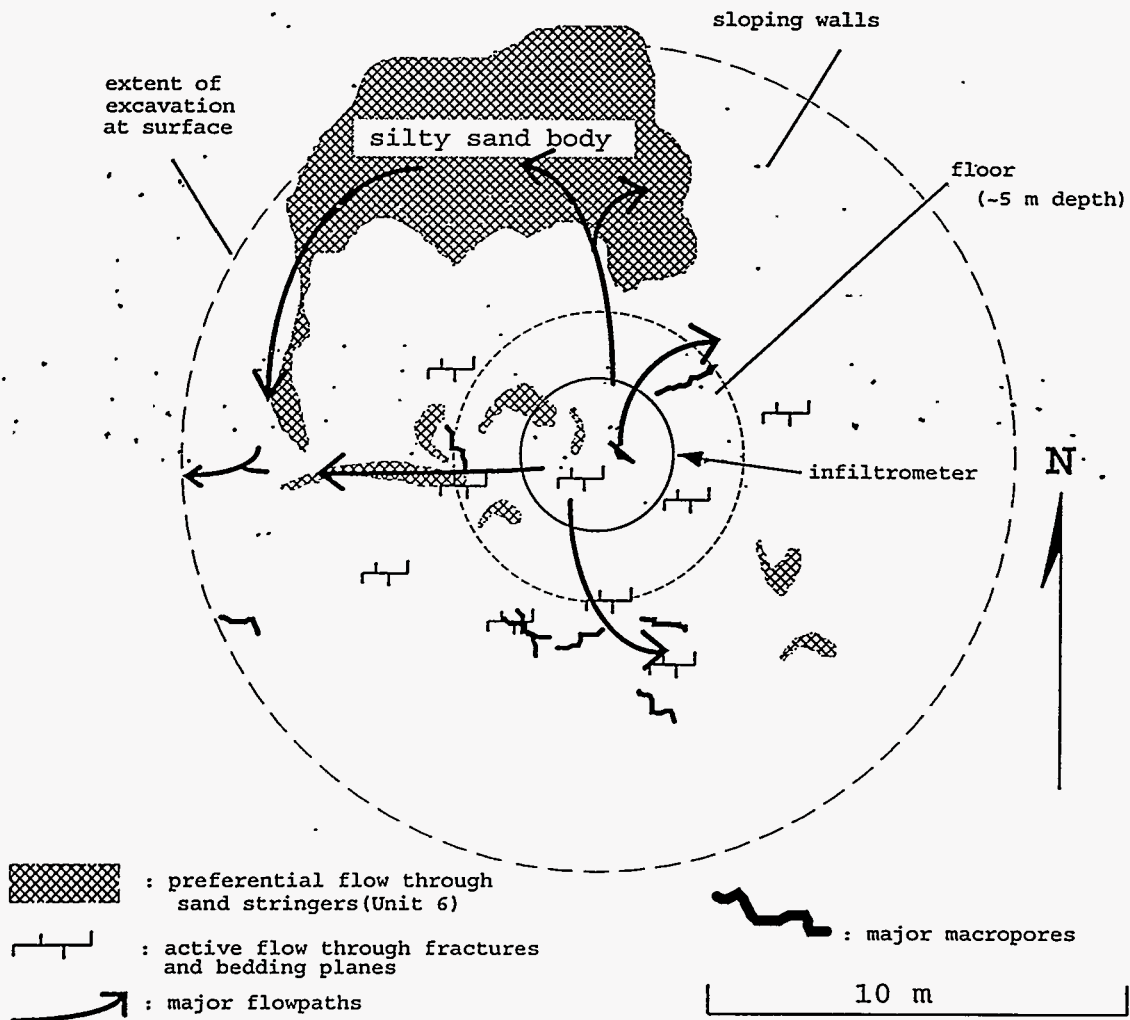 sloping walls
extent of
excavation
at surface
silty sand body
floor
(~5 m depth)
infiltrometer
N
: preferential flow through
sand stringers(Unit 6)
: active flow through fractures
and bedding planes
: major flowpaths
: major macropores
10 m